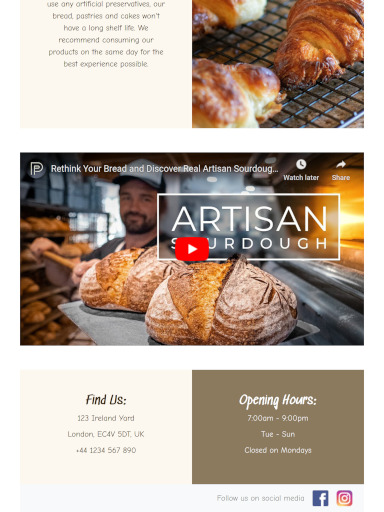 use any artificial preservatives, our
bread, pastries and cakes won't
have a long shelf life. We
recommend consuming our
products on the same day for the
best experience possible.
Rethink Your Bread and Discover Real Artisan Sourdoug...
Watch later
Share
ARTISAN
SOURDOUGH
Find Us:
123 Ireland Yard
London, EC4V 5DT, UK
+44 1234 567 890
Opening Hours:
7:00am - 9:00pm
Tue - Sun
Closed on Mondays
Follow us on social media